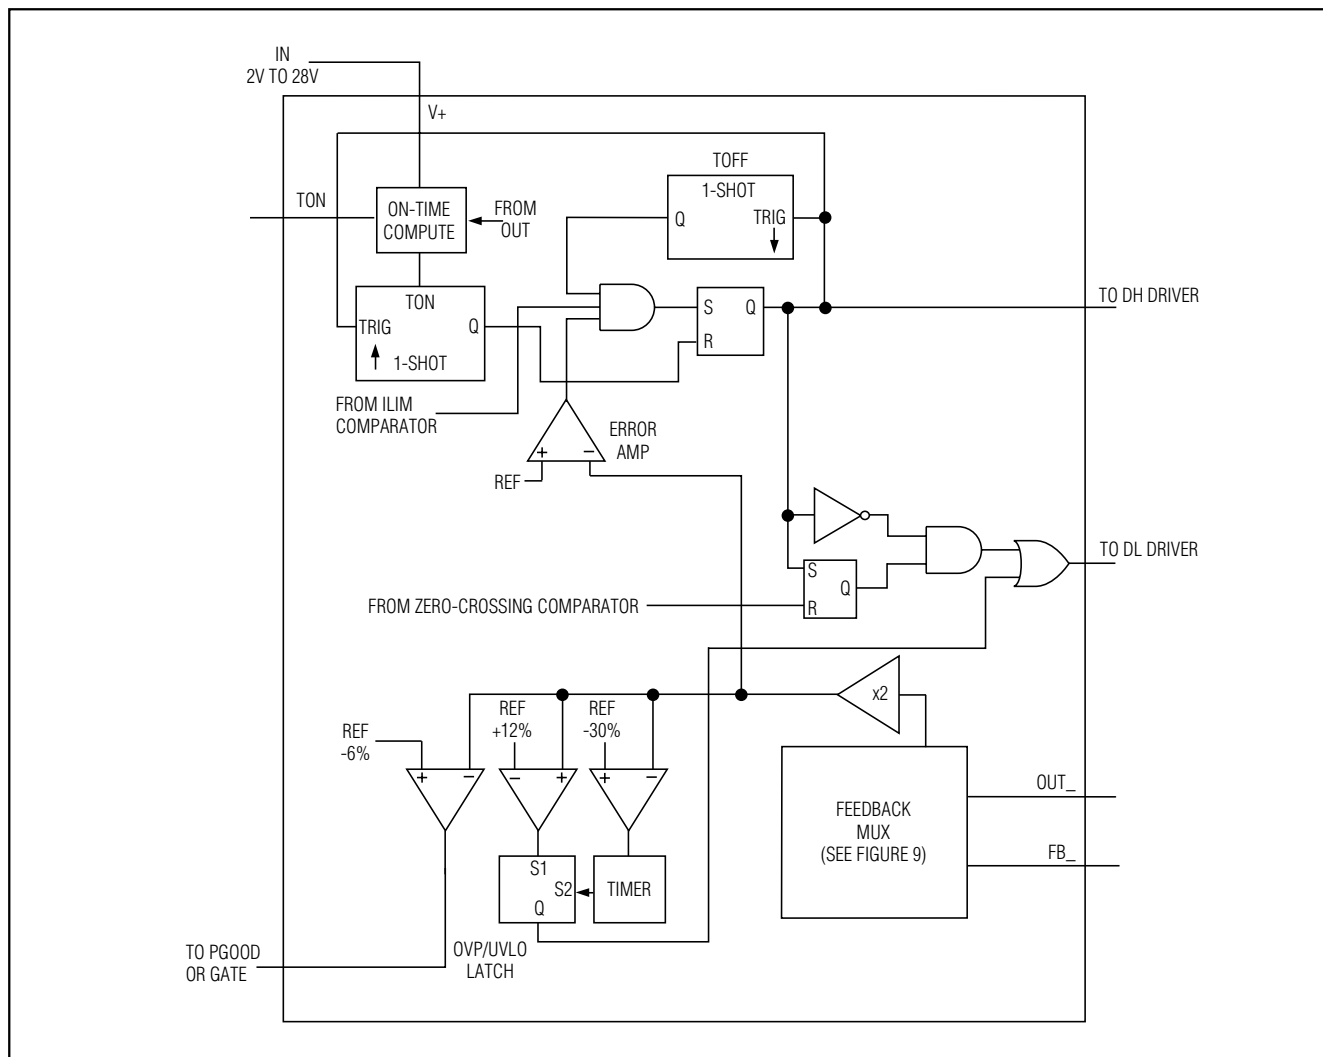 IN
2V TO 28V
V+
TOFF
1-SHOT
Q
TRIG
TON
ON-TIME
COMPUTE
FROM
OUT
TON
TRIG
Q
1-SHOT
S
Q
R
TO DH DRIVER
FROM ILIM
COMPARATOR
ERROR
AMP
+
−
REF
TO DL DRIVER
S
Q
R
FROM ZERO-CROSSING COMPARATOR
x2
REF
-6%
REF
+12%
REF
-30%
+
−
−
+
+
−
FEEDBACK
MUX
(SEE FIGURE 9)
OUT_
FB_
S1
S2
Q
TIMER
OVP/UVLO
LATCH
TO PGOOD
OR GATE